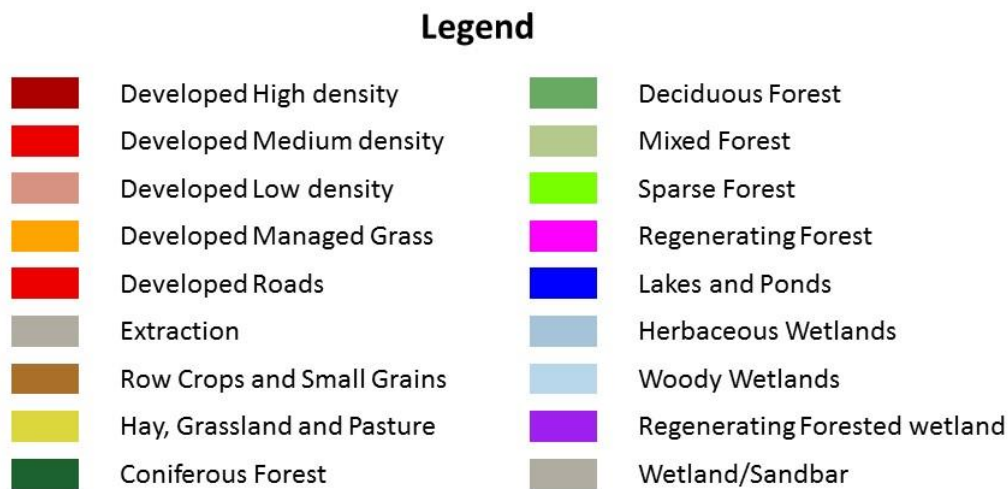 Legend
Developed High density
Developed Medium density
Developed Low density
Developed Managed Grass
Developed Roads
Extraction
Row Crops and Small Grains
Hay, Grassland and Pasture
Coniferous Forest
Deciduous Forest
Mixed Forest
Sparse Forest
Regenerating Forest
Lakes and Ponds
Herbaceous Wetlands
Woody Wetlands
Regenerating Forested wetland
Wetland/Sandbar